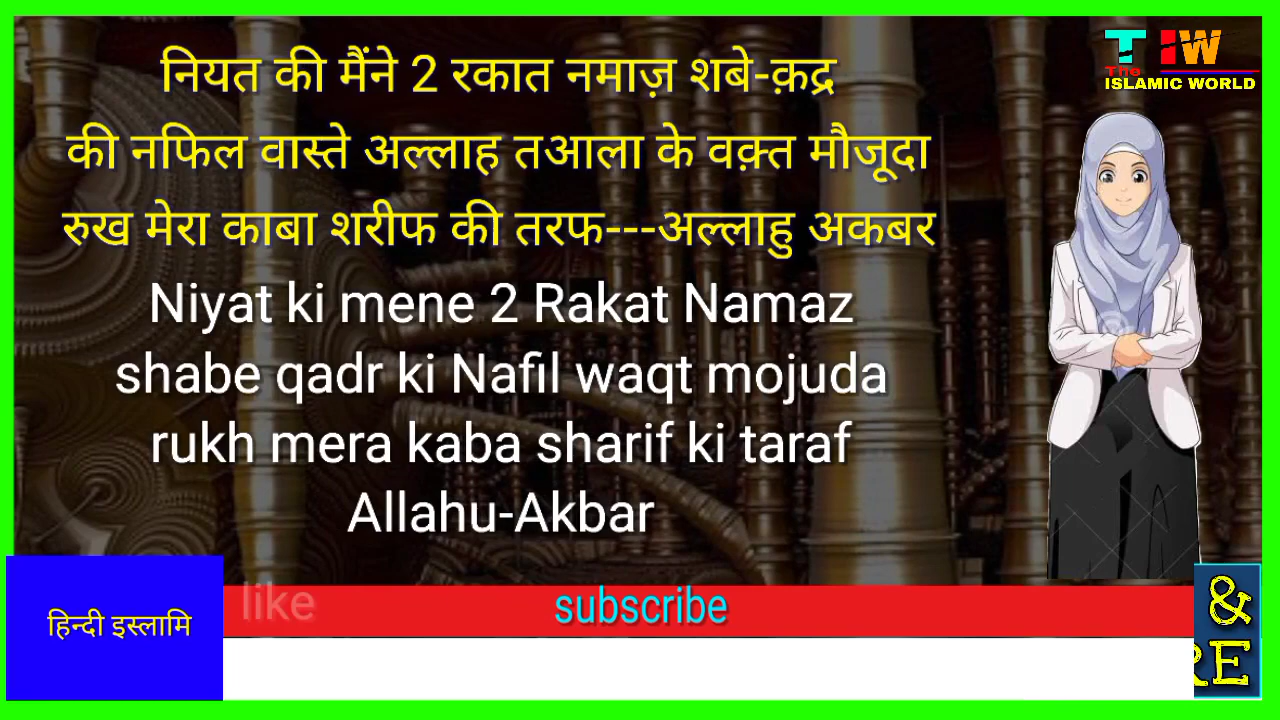 नियत की मैंने 2 रकात नमाज़ शबे-क़द्र
की नफिल वास्ते अल्लाह तआला के वक़्त मौजूदा
रुख मेरा काबा शरीफ की तरफ---अल्लाहु अकबर
Niyat ki mene 2 Rakat Namaz
shabe qadr ki Nafil waqt mojuda
rukh mera kaba sharif ki taraf
Allahu-Akbar
TIW
The
ISLAMIC WORLD
हिन्दी इस्लामि
like
subscribe
&
RE